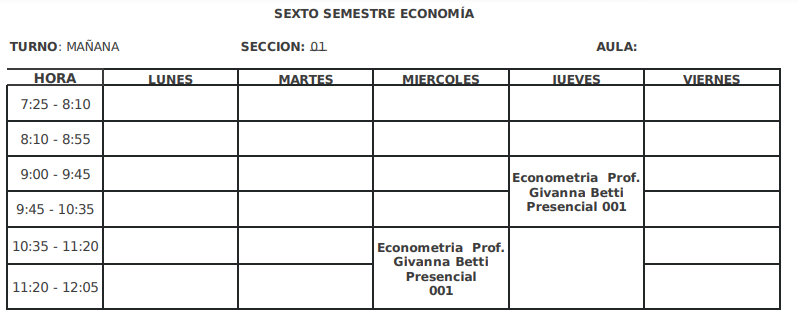 SEXTO SEMESTRE ECONOMÍA
TURNO: MAÑANA SECCION: 01 AULA:
HORA LUNES MARTES MIERCOLES JUEVES VIERNES
7:25 - 8:10
8:10 - 8:55
9:00 - 9:45
9:45 - 10:35
Econometria Prof.
Givanna Betti
Presencial 001
10:35 - 11:20
11:20 - 12:05
Econometria Prof.
Givanna Betti
Presencial
001